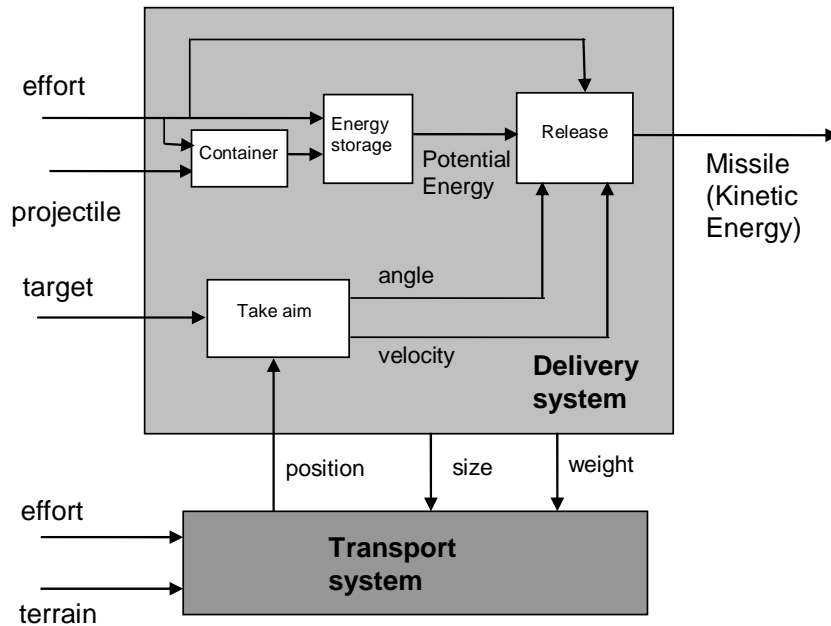 effort
Container
Energy
storage
Release
Potential
Energy
Missile
(Kinetic
Energy)
projectile
target
Take aim
angle
velocity
Delivery
system
position
size
weight
effort
Transport
system
terrain